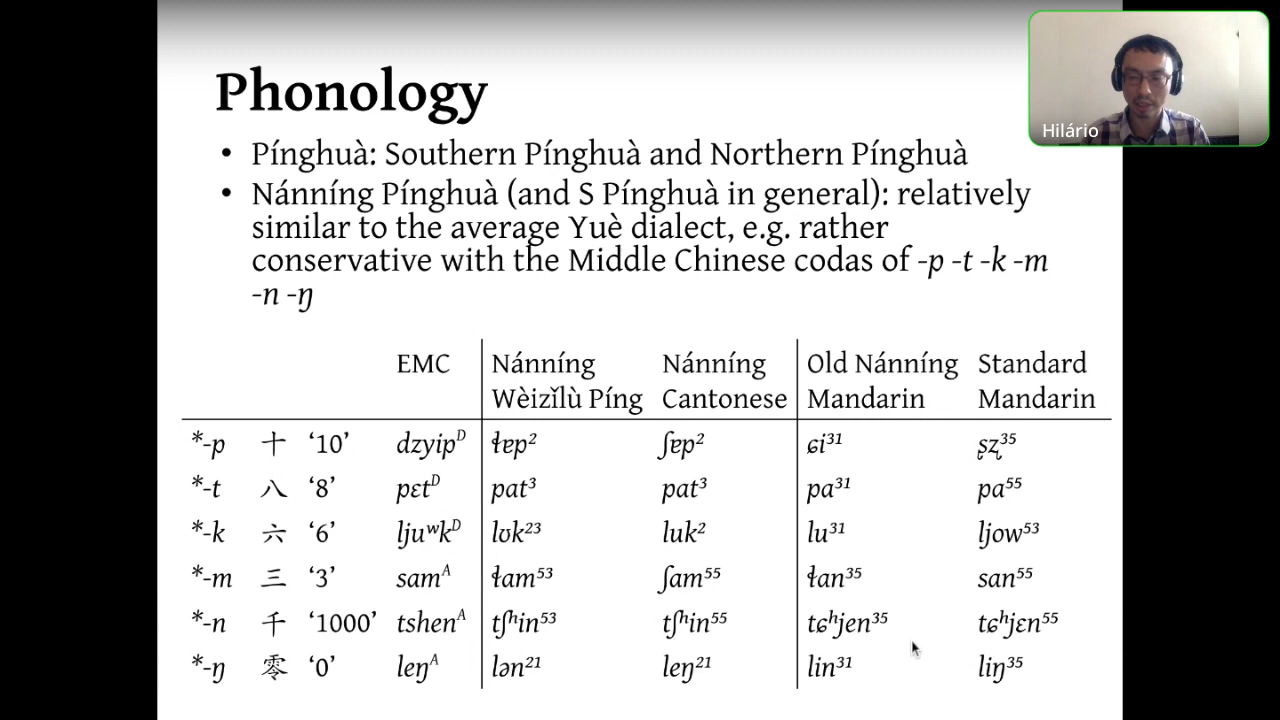 Phonology
Hilário
• Pínghuà: Southern Pínghuà and Northern Pínghuà
• Nánníng Pínghuà (and S Pínghuà in general): relatively
similar to the average Yuè dialect, e.g. rather
conservative with the Middle Chinese codas of -p -t -k -m
-n -ŋ
EMC Nánníng Nánníng Old Nánníng Standard
Wèizǐlù Píng Cantonese Mandarin Mandarin
*-p 十 ‘10’ dzyipᴰ ɬɐp² ʃɐp² ɕi³¹ ʂʐ³⁵
*-t 八 ‘8’ pɛtᴰ pat³ pat³ pa³¹ pa⁵⁵
*-k 六 ‘6’ ljuʷkᴰ lʊk²³ luk² lu³¹ ljow⁵³
*-m 三 ‘3’ samᴬ ɬam⁵³ ʃam⁵⁵ ɬan³⁵ san⁵⁵
*-n 千 ‘1000’ tshenᴬ tʃʰin⁵³ tʃʰin⁵⁵ tɕʰjen³⁵ tɕʰjɛn⁵⁵
*-ŋ 零 ‘0’ leŋᴬ lən²¹ leŋ²¹ lin³¹ liŋ³⁵